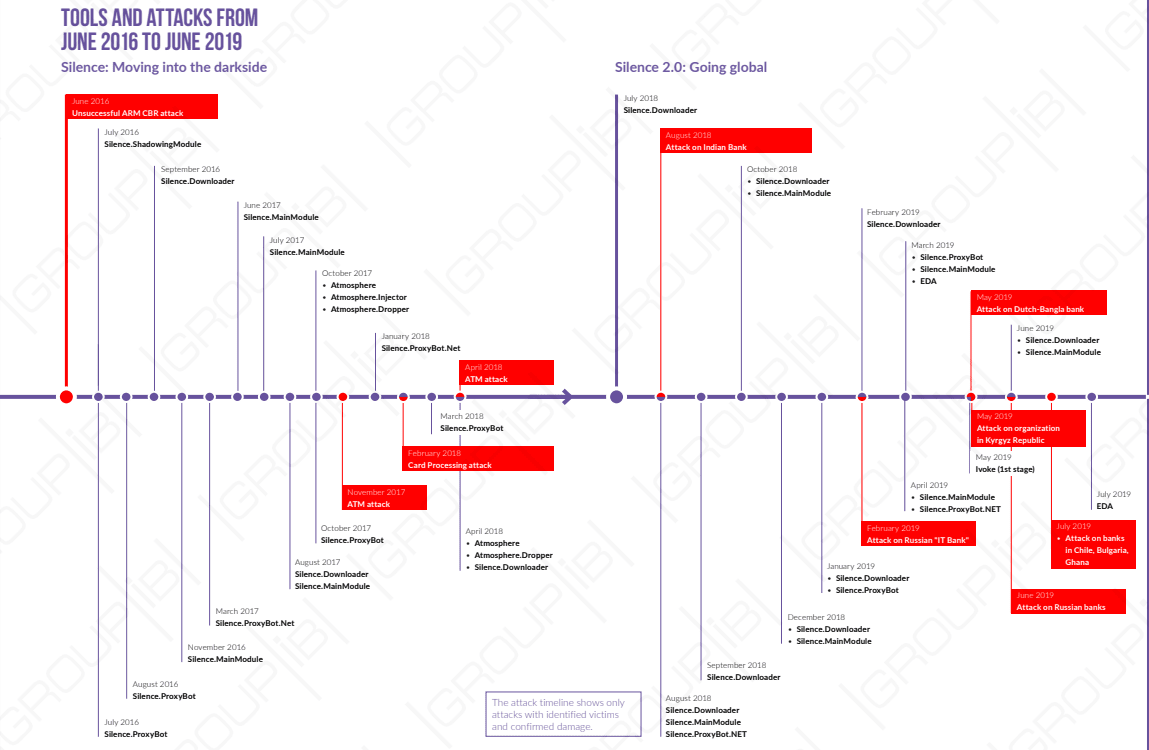 TOOLS AND ATTACKS FROM
JUNE 2016 TO JUNE 2019
Silence: Moving into the darkside
June 2016
Unsuccessful ARM CBR attack
July 2016
Silence.ShadowingModule
September 2016
Silence.Downloader
June 2017
Silence.MainModule
July 2017
Silence.MainModule
October 2017
• Atmosphere
• Atmosphere.Injector
• Atmosphere.Dropper
January 2018
Silence.ProxyBot.Net
April 2018
ATM attack
March 2018
Silence.ProxyBot
February 2018
Card Processing attack
November 2017
ATM attack
October 2017
Silence.ProxyBot
April 2018
• Atmosphere
• Atmosphere.Dropper
• Silence.Downloader
August 2017
Silence.Downloader
Silence.MainModule
March 2017
Silence.ProxyBot.Net
November 2016
Silence.MainModule
August 2016
Silence.ProxyBot
July 2016
Silence.ProxyBot
The attack timeline shows only
attacks with identified victims
and confirmed damage.
Silence 2.0: Going global
July 2018
Silence.Downloader
August 2018
Attack on Indian Bank
October 2018
• Silence.Downloader
• Silence.MainModule
February 2019
Silence.Downloader
March 2019
• Silence.ProxyBot
• Silence.MainModule
• EDA
May 2019
Attack on Dutch-Bangla bank
June 2019
• Silence.Downloader
• Silence.MainModule
May 2019
Attack on organization
in Kyrgyz Republic
May 2019
Ivoke (1st stage)
April 2019
• Silence.MainModule
• Silence.ProxyBot.NET
July 2019
EDA
February 2019
Attack on Russian "IT Bank"
July 2019
• Attack on banks
in Chile, Bulgaria,
Ghana
January 2019
• Silence.Downloader
• Silence.ProxyBot
June 2019
Attack on Russian banks
December 2018
• Silence.Downloader
• Silence.MainModule
September 2018
Silence.Downloader
August 2018
Silence.Downloader
Silence.MainModule
Silence.ProxyBot.NET
GROUP|iB|